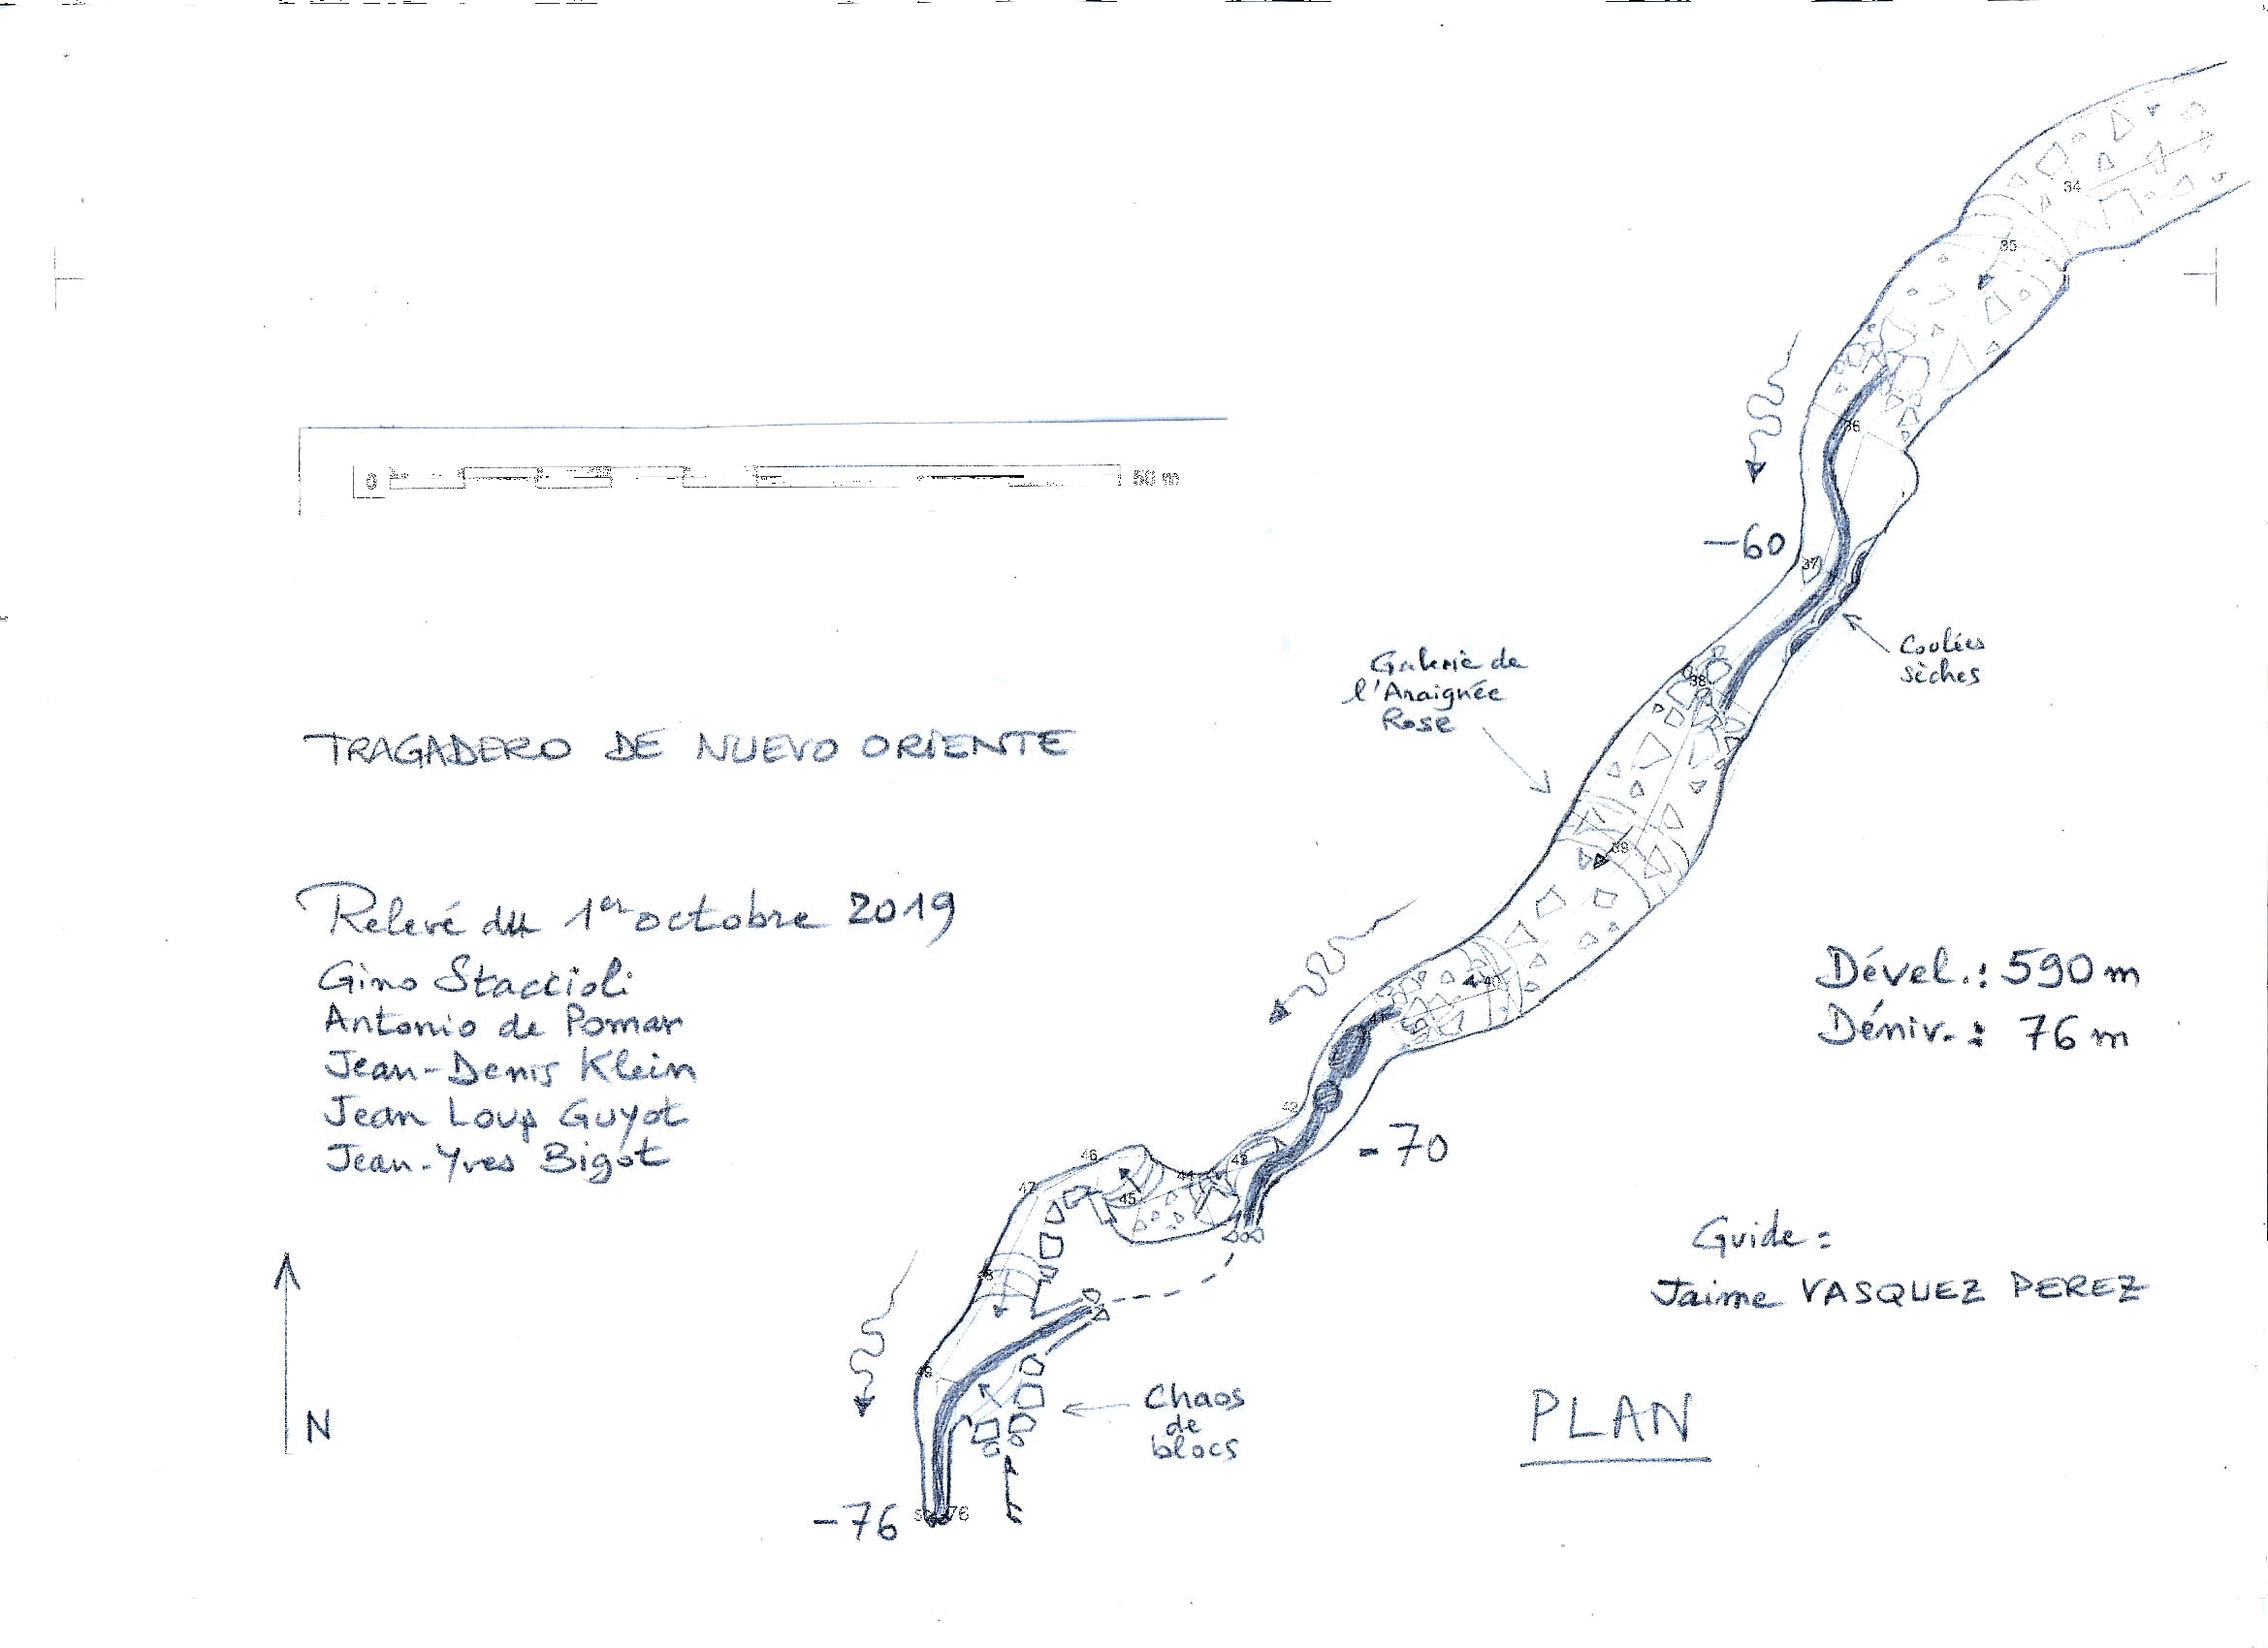 34
35
36
0
50 m
-60
37
Coulées
sèches
Galerie de
l'Araignée
Rose
38
TRAGADERO DE NUEVO ORIENTE
39
Relevé du 1er octobre 2019
Gino Staccioli
Antonio de Pomar
Jean-Denis Klein
Jean Loup Guyot
Jean-Yves Bigot
Dével.: 590 m
Déniv.: 76 m
41
-70
43
44
45
46
47
Guide :
Jaime VASQUEZ PEREZ
48
49
N
Chaos
de
blocs
PLAN
-76